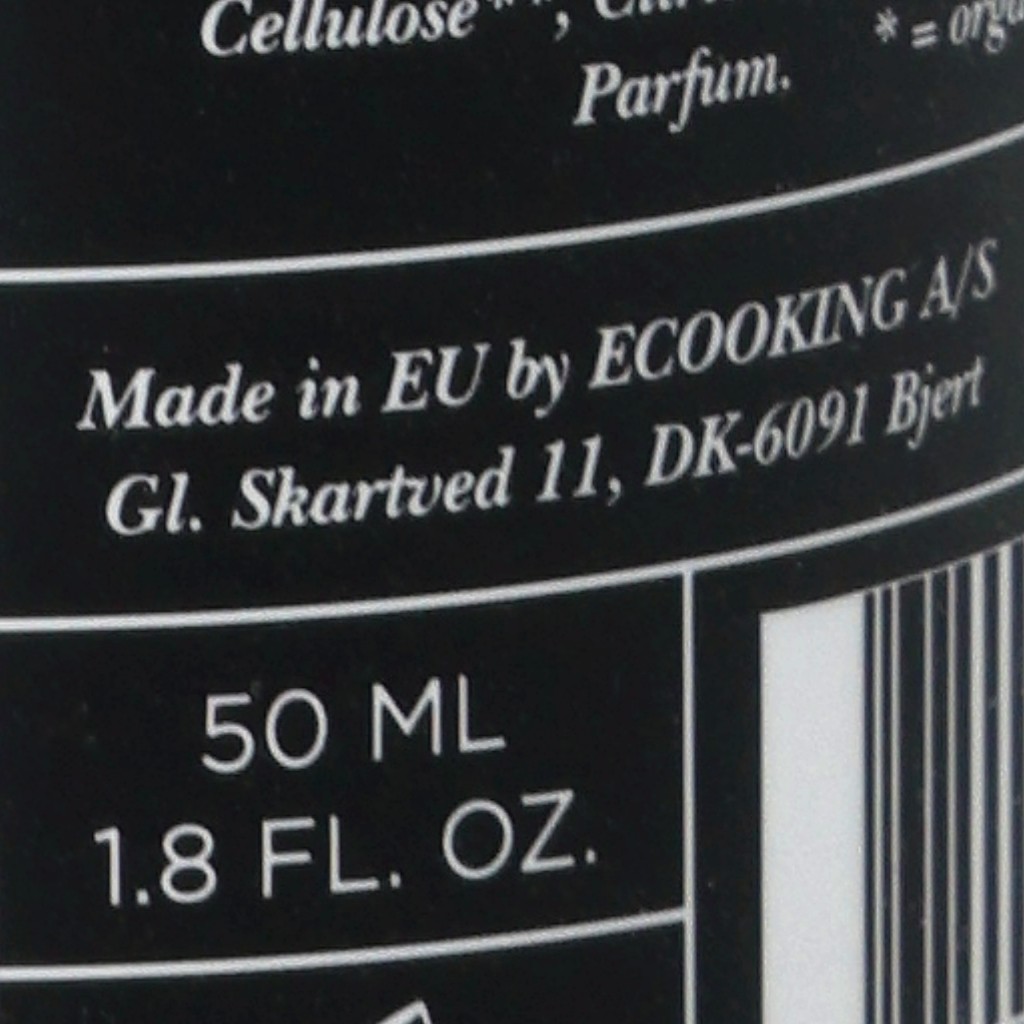 Cellulose**,
* =
Parfum.
Made in EU by ECOOKING A/S
Gl. Skartved 11, DK-6091 Bjert
50 ML
1.8 FL. OZ.